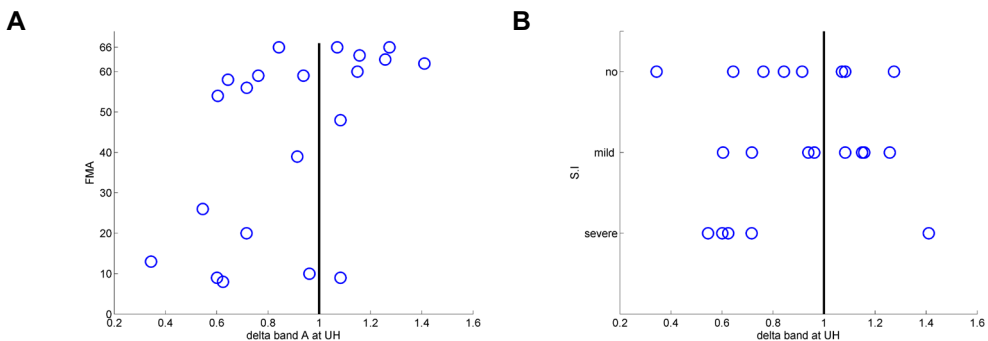 A
B
66
60
50
40
30
20
10
0
FMA
0.2 0.4 0.6 0.8 1 1.2 1.4 1.6
delta band A at UH
no
mild
severe
S.I
0.2 0.4 0.6 0.8 1 1.2 1.4 1.6
delta band at UH